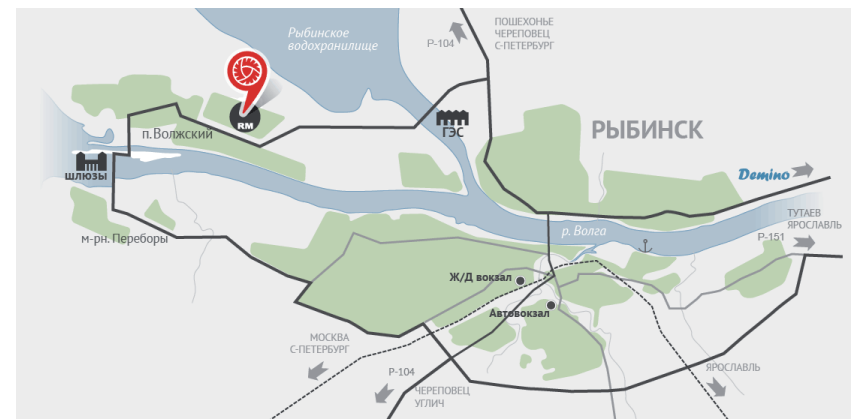 ПОШЕХОНЬЕ
ЧЕРЕПОВЕЦ
С-ПЕТЕРБУРГ
Р-104
Рыбинское
водохранилище
RM
п. Волжский
ГЭС
РЫБИНСК
шлюзы
Demino
ТУТАЕВ
ЯРОСЛАВЛЬ
Р-151
м-рн. Переборы
р. Волга
Ж/Д вокзал
Автовокзал
МОСКВА
С-ПЕТЕРБУРГ
Р-104
ЧЕРЕПОВЕЦ
УГЛИЧ
ЯРОСЛАВЛЬ